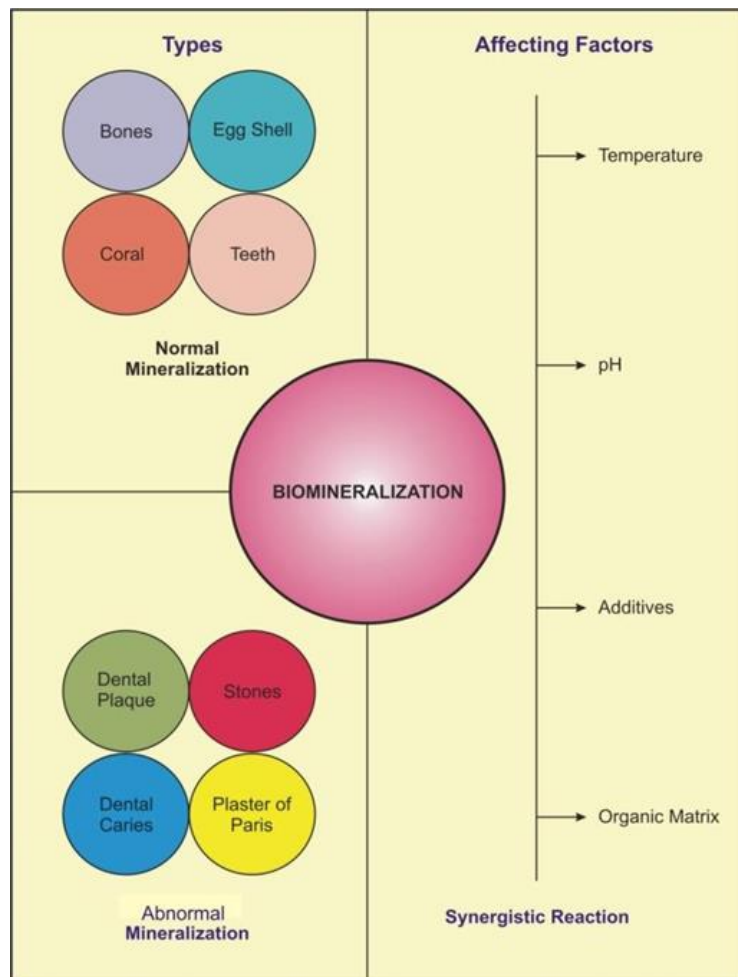 Types
Bones
Egg Shell
Coral
Teeth
Normal
Mineralization
Affecting Factors
Temperature
pH
Additives
Organic Matrix
Synergistic Reaction
BIOMINERALIZATION
Dental
Plaque
Stones
Dental
Caries
Plaster of
Paris
Abnormal
Mineralization